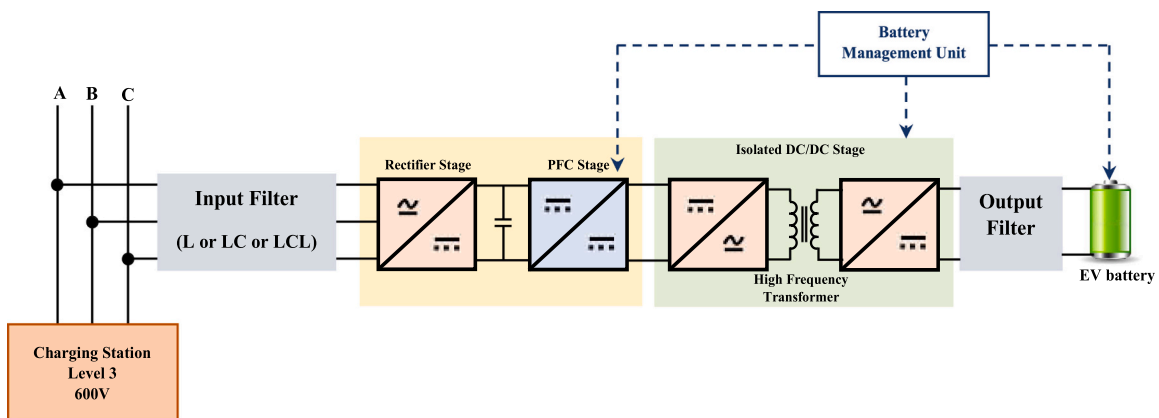 Battery
Management Unit
A
B
C
Rectifier Stage
PFC Stage
Isolated DC/DC Stage
Input Filter
(L or LC or LCL)
Output
Filter
High Frequency
Transformer
EV battery
Charging Station
Level 3
600V